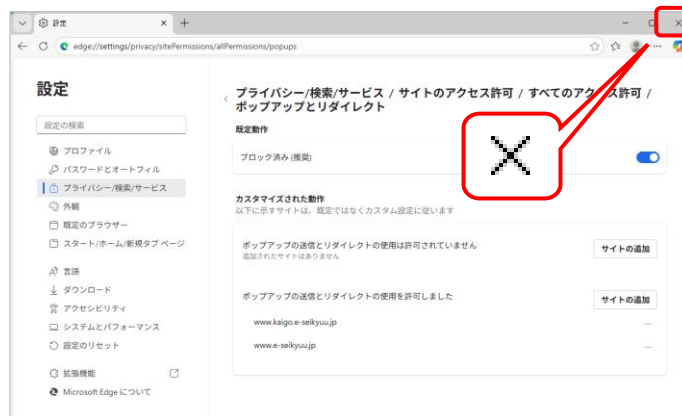 設定
edge://settings/privacy/sitePermissions/allPermissions/popups
設定
設定の検索
プロファイル
パスワードとオートフィル
プライバシー/検索/サービス
外観
既定のブラウザー
スタート/ホーム/新規タブ ページ
言語
ダウンロード
アクセシビリティ
システムとパフォーマンス
設定のリセット
拡張機能
Microsoft Edge について
プライバシー/検索/サービス / サイトのアクセス許可 / すべてのアクセス許可 /
ポップアップとリダイレクト
既定動作
ブロック済み (推奨)
カスタマイズされた動作
以下に示すサイトは、既定ではなくカスタム設定に従います
ポップアップの送信とリダイレクトの使用は許可されていません
サイトの追加
追加されたサイトはありません
ポップアップの送信とリダイレクトの使用を許可しました
サイトの追加
www.kaigo.e-seikyuu.jp
www.e-seikyuu.jp